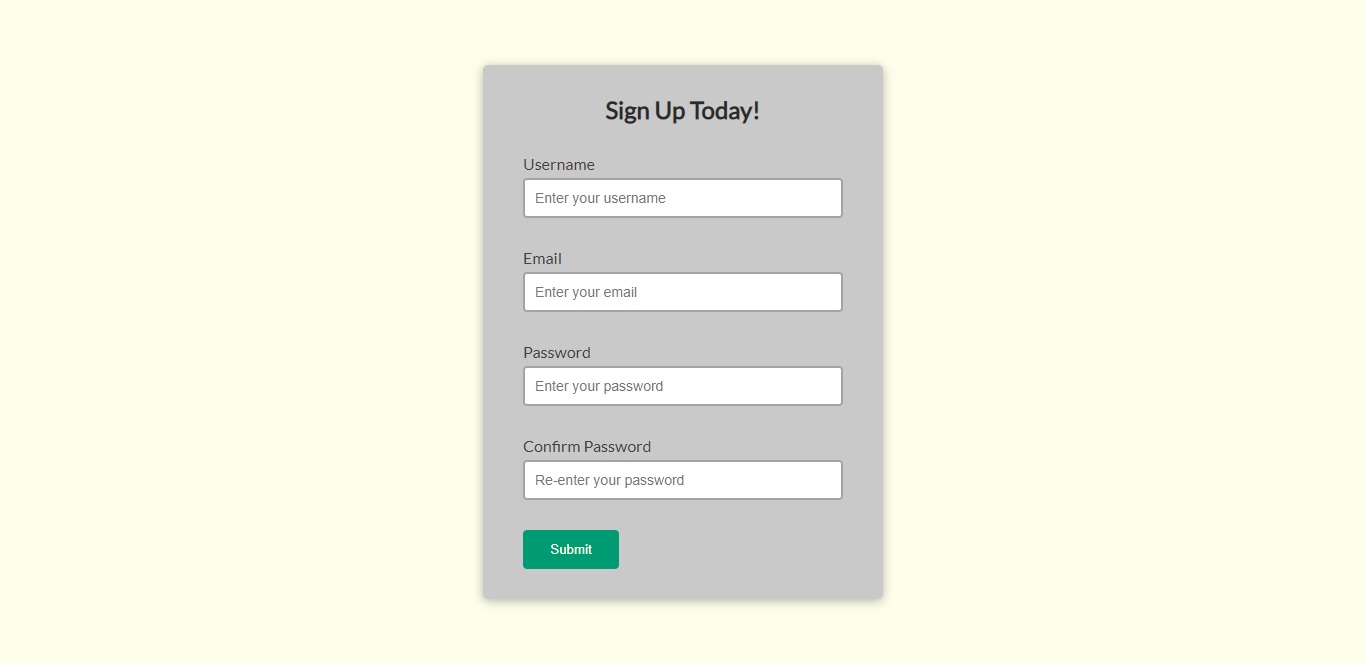 Sign Up Today!
Username
Enter your username
Email
Enter your email
Password
Enter your password
Confirm Password
Re-enter your password
Submit